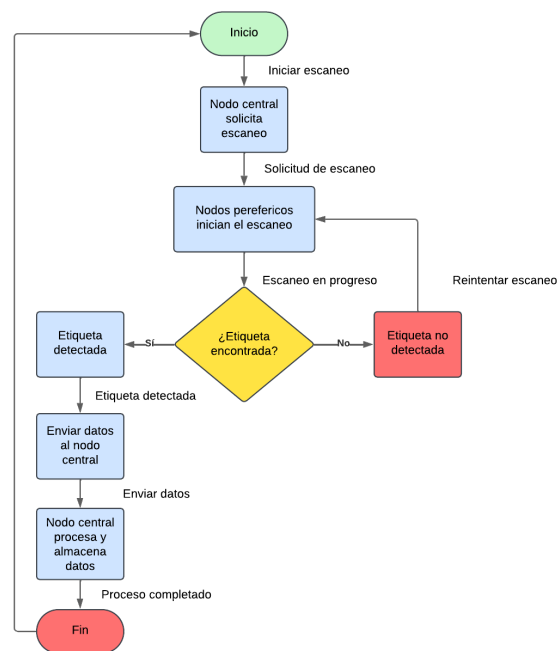 Inicio
Iniciar escaneo
Nodo central
solicita
escaneo
Solicitud de escaneo
Nodos perefericos
inician el escaneo
Escaneo en progreso
Reintentar escaneo
¿Etiqueta
encontrada?
Sí
No
Etiqueta
detectada
Etiqueta no
detectada
Etiqueta detectada
Enviar datos
al nodo
central
Enviar datos
Nodo central
procesa y
almacena
datos
Proceso completado
Fin